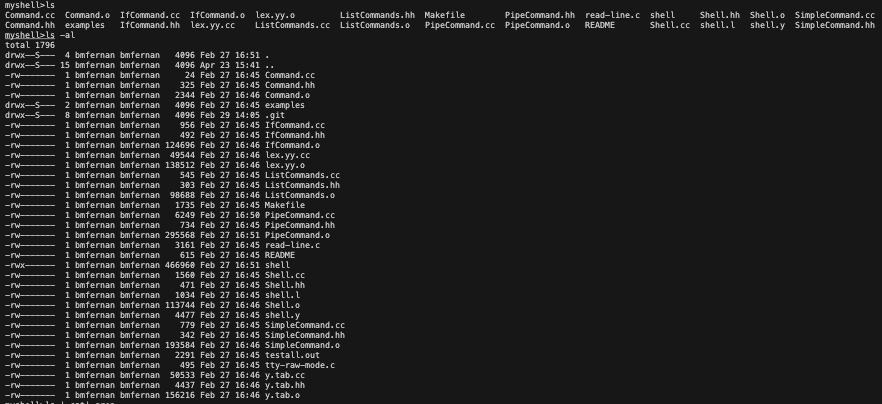 myshell>ls
Command.cc  Command.o  IfCommand.cc  IfCommand.o  lex.yy.o         ListCommands.hh  Makefile        PipeCommand.hh  read-line.c  shell     Shell.hh  Shell.o  SimpleCommand.cc
Command.hh  examples   IfCommand.hh  lex.yy.cc    ListCommands.cc  ListCommands.o   PipeCommand.cc  PipeCommand.o   README       Shell.cc  shell.l   shell.y  SimpleCommand.hh
myshell>ls -al
total 1796
drwx--S---  4 bmfernan bmfernan   4096 Feb 27 16:51 .
drwx--S--- 15 bmfernan bmfernan   4096 Apr 23 15:41 ..
-rw-------  1 bmfernan bmfernan     24 Feb 27 16:45 Command.cc
-rw-------  1 bmfernan bmfernan    325 Feb 27 16:45 Command.hh
-rw-------  1 bmfernan bmfernan   2344 Feb 27 16:46 Command.o
drwx--S---  2 bmfernan bmfernan   4096 Feb 27 16:45 examples
drwx--S---  8 bmfernan bmfernan   4096 Feb 29 14:05 .git
-rw-------  1 bmfernan bmfernan    956 Feb 27 16:45 IfCommand.cc
-rw-------  1 bmfernan bmfernan    492 Feb 27 16:45 IfCommand.hh
-rw-------  1 bmfernan bmfernan 124696 Feb 27 16:46 IfCommand.o
-rw-------  1 bmfernan bmfernan  49544 Feb 27 16:46 lex.yy.cc
-rw-------  1 bmfernan bmfernan 138512 Feb 27 16:46 lex.yy.o
-rw-------  1 bmfernan bmfernan    545 Feb 27 16:45 ListCommands.cc
-rw-------  1 bmfernan bmfernan    303 Feb 27 16:45 ListCommands.hh
-rw-------  1 bmfernan bmfernan  98688 Feb 27 16:46 ListCommands.o
-rw-------  1 bmfernan bmfernan   1735 Feb 27 16:45 Makefile
-rw-------  1 bmfernan bmfernan   6249 Feb 27 16:50 PipeCommand.cc
-rw-------  1 bmfernan bmfernan    734 Feb 27 16:45 PipeCommand.hh
-rw-------  1 bmfernan bmfernan 295568 Feb 27 16:51 PipeCommand.o
-rw-------  1 bmfernan bmfernan   3161 Feb 27 16:45 read-line.c
-rw-------  1 bmfernan bmfernan    615 Feb 27 16:45 README
-rwx------  1 bmfernan bmfernan 466960 Feb 27 16:51 shell
-rw-------  1 bmfernan bmfernan   1560 Feb 27 16:45 Shell.cc
-rw-------  1 bmfernan bmfernan    471 Feb 27 16:45 Shell.hh
-rw-------  1 bmfernan bmfernan   1034 Feb 27 16:45 shell.l
-rw-------  1 bmfernan bmfernan 113744 Feb 27 16:46 Shell.o
-rw-------  1 bmfernan bmfernan   4477 Feb 27 16:45 shell.y
-rw-------  1 bmfernan bmfernan    779 Feb 27 16:45 SimpleCommand.cc
-rw-------  1 bmfernan bmfernan    342 Feb 27 16:45 SimpleCommand.hh
-rw-------  1 bmfernan bmfernan 193584 Feb 27 16:46 SimpleCommand.o
-rw-------  1 bmfernan bmfernan   2291 Feb 27 16:45 testall.out
-rw-------  1 bmfernan bmfernan    495 Feb 27 16:45 tty-raw-mode.c
-rw-------  1 bmfernan bmfernan  50533 Feb 27 16:46 y.tab.cc
-rw-------  1 bmfernan bmfernan   4437 Feb 27 16:46 y.tab.hh
-rw-------  1 bmfernan bmfernan 156216 Feb 27 16:46 y.tab.o